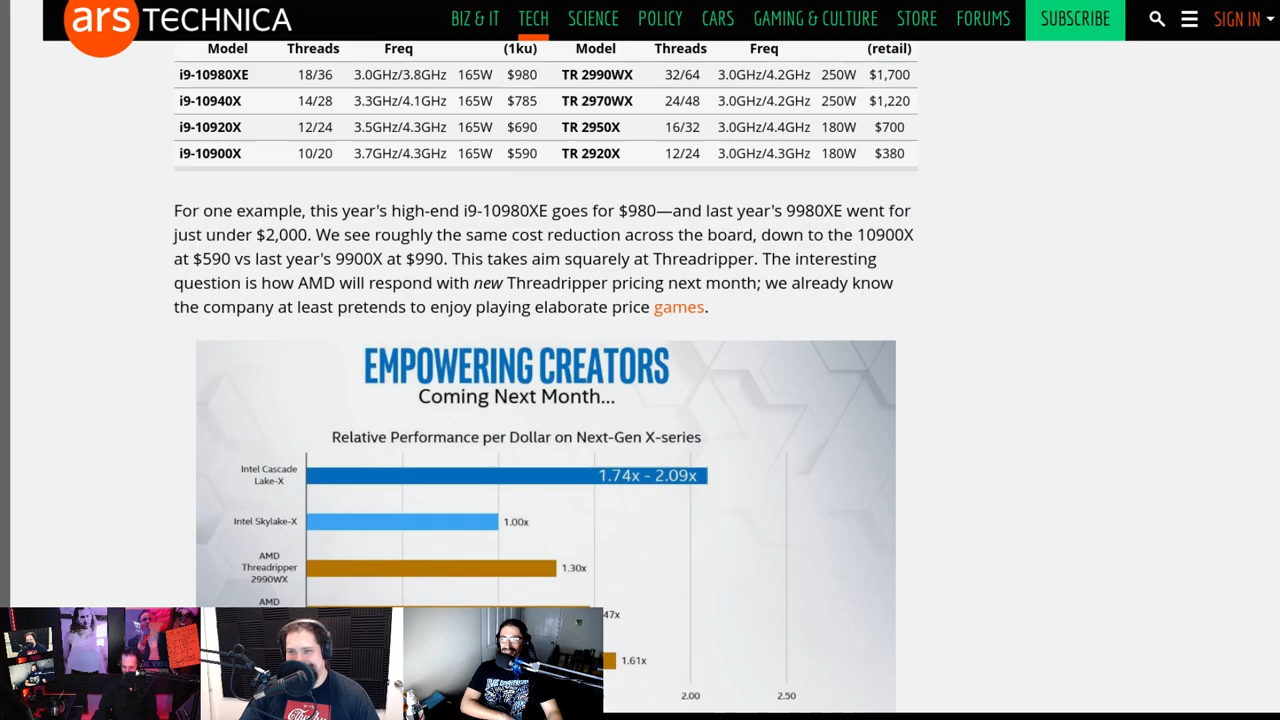 ars TECHNICA BIZ & IT TECH SCIENCE POLICY CARS GAMING & CULTURE STORE FORUMS SUBSCRIBE SIGN IN
Model Threads Freq (1ku) Model Threads Freq (retail)
i9-10980XE 18/36 3.0GHz/3.8GHz 165W $980 TR 2990WX 32/64 3.0GHz/4.2GHz 250W $1,700
i9-10940X 14/28 3.3GHz/4.1GHz 165W $785 TR 2970WX 24/48 3.0GHz/4.2GHz 250W $1,220
i9-10920X 12/24 3.5GHz/4.3GHz 165W $690 TR 2950X 16/32 3.0GHz/4.4GHz 180W $700
i9-10900X 10/20 3.7GHz/4.3GHz 165W $590 TR 2920X 12/24 3.0GHz/4.3GHz 180W $380
For one example, this year's high-end i9-10980XE goes for $980—and last year's 9980XE went for
just under $2,000. We see roughly the same cost reduction across the board, down to the 10900X
at $590 vs last year's 9900X at $990. This takes aim squarely at Threadripper. The interesting
question is how AMD will respond with new Threadripper pricing next month; we already know
the company at least pretends to enjoy playing elaborate price games.
EMPOWERING CREATORS
Coming Next Month...
Relative Performance per Dollar on Next-Gen X-series
Intel Cascade
Lake-X
1.74x - 2.09x
Intel Skylake-X 1.00x
AMD
Threadripper
2990WX
1.30x
AMD
47x
1.61x
2.00 2.50